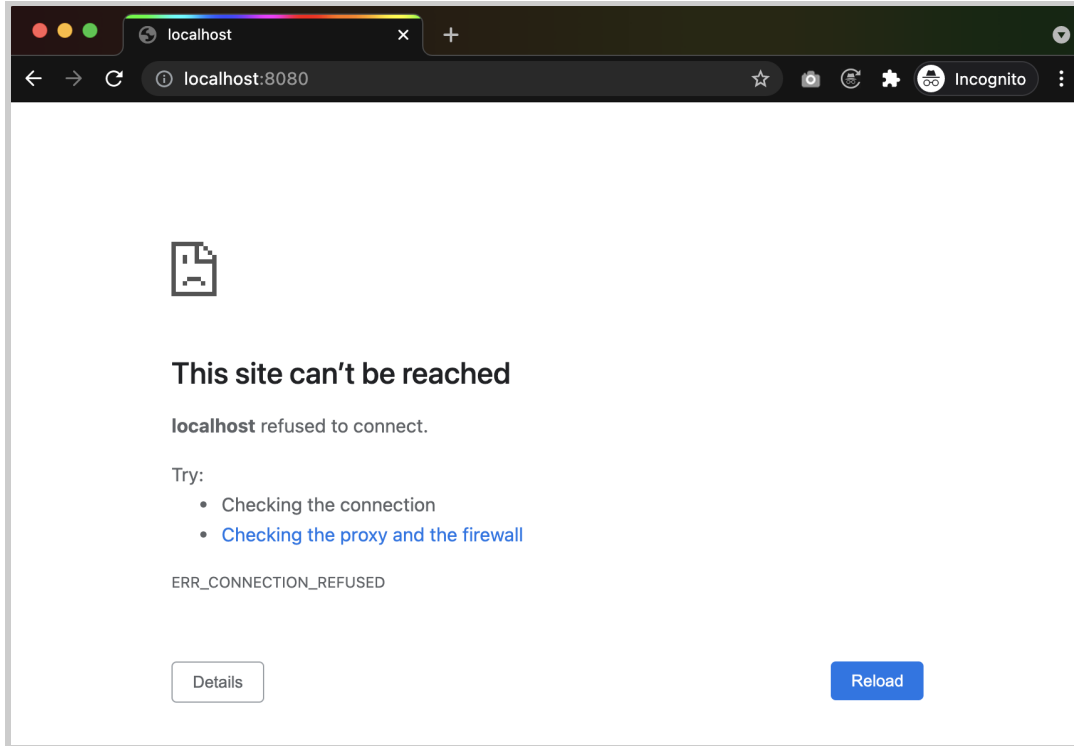 localhost
localhost:8080
Incognito
This site can’t be reached
localhost refused to connect.
Try:
• Checking the connection
• Checking the proxy and the firewall
ERR_CONNECTION_REFUSED
Details
Reload